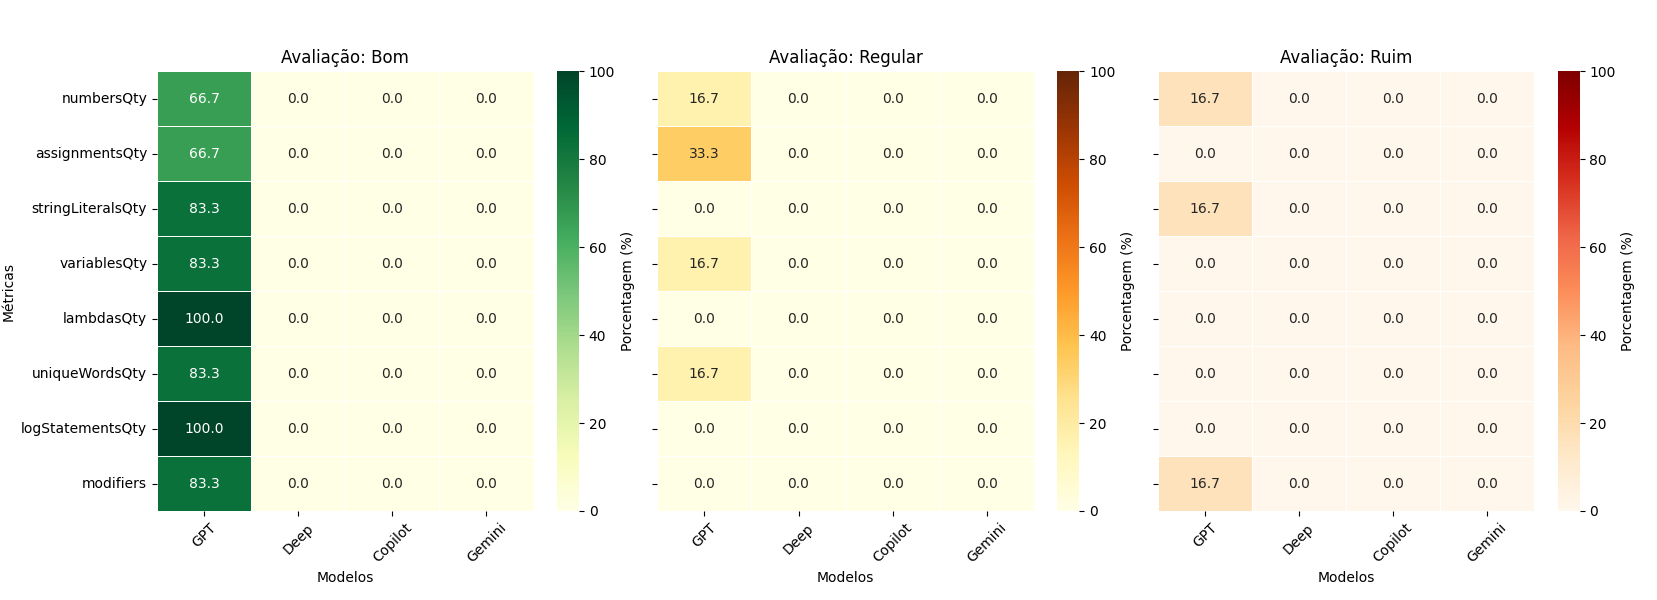 Avaliação: Bom
Métricas
numbersQty 66.7 0.0 0.0 0.0
assignmentsQty 66.7 0.0 0.0 0.0
stringLiteralsQty 83.3 0.0 0.0 0.0
variablesQty 83.3 0.0 0.0 0.0
lambdasQty 100.0 0.0 0.0 0.0
uniqueWordsQty 83.3 0.0 0.0 0.0
logStatementsQty 100.0 0.0 0.0 0.0
modifiers 83.3 0.0 0.0 0.0
GPT Deep Copilot Gemini
Modelos
100
80
60
40
20
0
Porcentagem (%)
Avaliação: Regular
16.7 0.0 0.0 0.0
33.3 0.0 0.0 0.0
0.0 0.0 0.0 0.0
16.7 0.0 0.0 0.0
0.0 0.0 0.0 0.0
16.7 0.0 0.0 0.0
0.0 0.0 0.0 0.0
0.0 0.0 0.0 0.0
GPT Deep Copilot Gemini
Modelos
100
80
60
40
20
0
Porcentagem (%)
Avaliação: Ruim
16.7 0.0 0.0 0.0
0.0 0.0 0.0 0.0
16.7 0.0 0.0 0.0
0.0 0.0 0.0 0.0
0.0 0.0 0.0 0.0
0.0 0.0 0.0 0.0
0.0 0.0 0.0 0.0
16.7 0.0 0.0 0.0
GPT Deep Copilot Gemini
Modelos
100
80
60
40
20
0
Porcentagem (%)